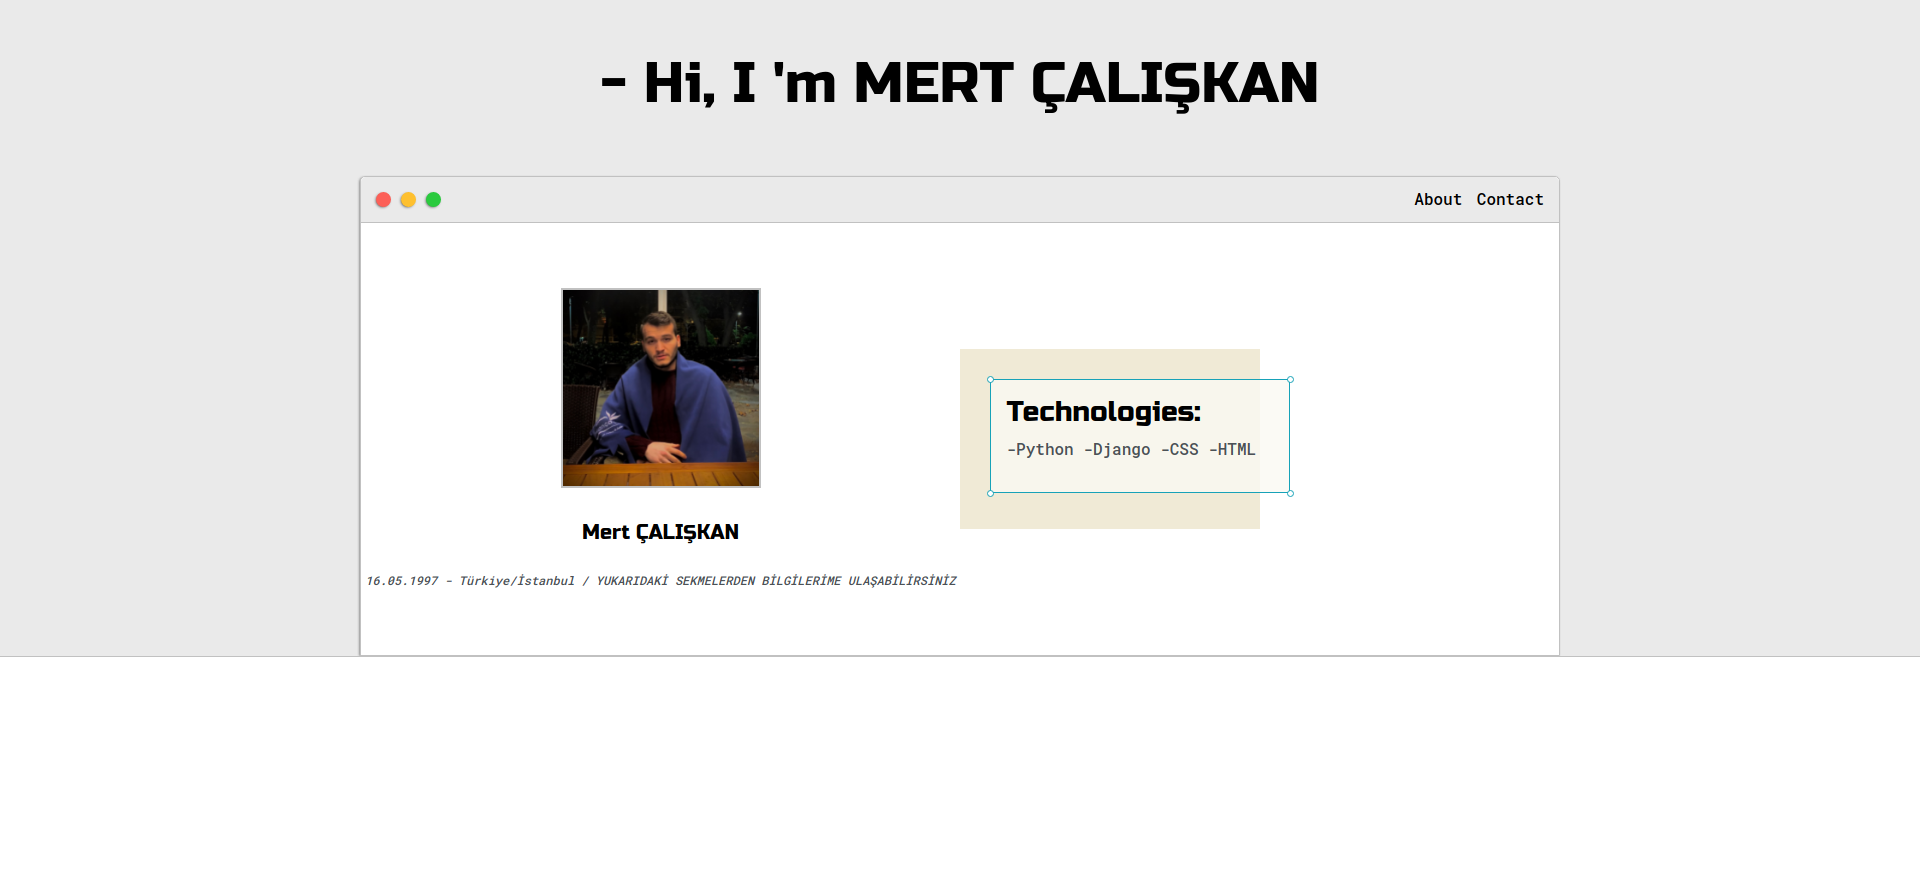 - Hi, I 'm MERT ÇALIŞKAN
About Contact
Technologies:
-Python -Django -CSS -HTML
Mert ÇALIŞKAN
16.05.1997 - Türkiye/İstanbul / YUKARIDAKİ SEKMELERDEN BİLGİLERİME ULAŞABİLİRSİNİZ